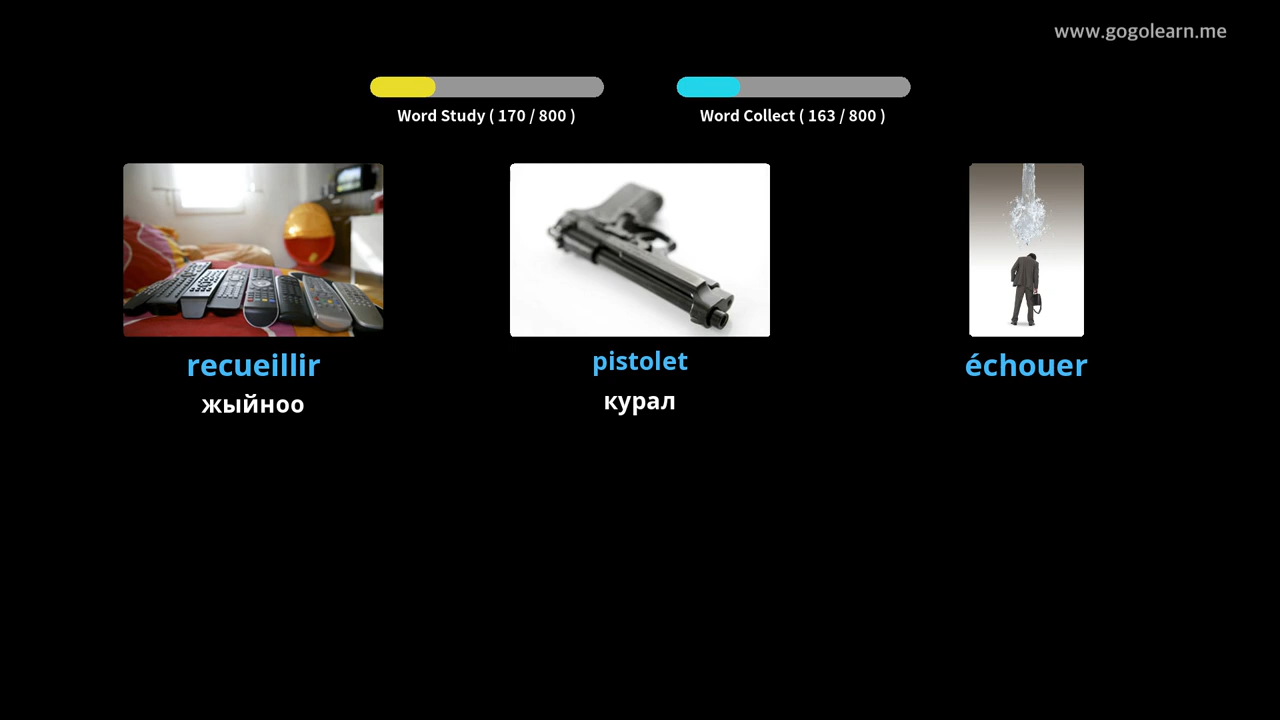 www.gogolearn.me
Word Study ( 170 / 800 )
Word Collect ( 163 / 800 )
recueillir
жыйноо
pistolet
курал
échouer